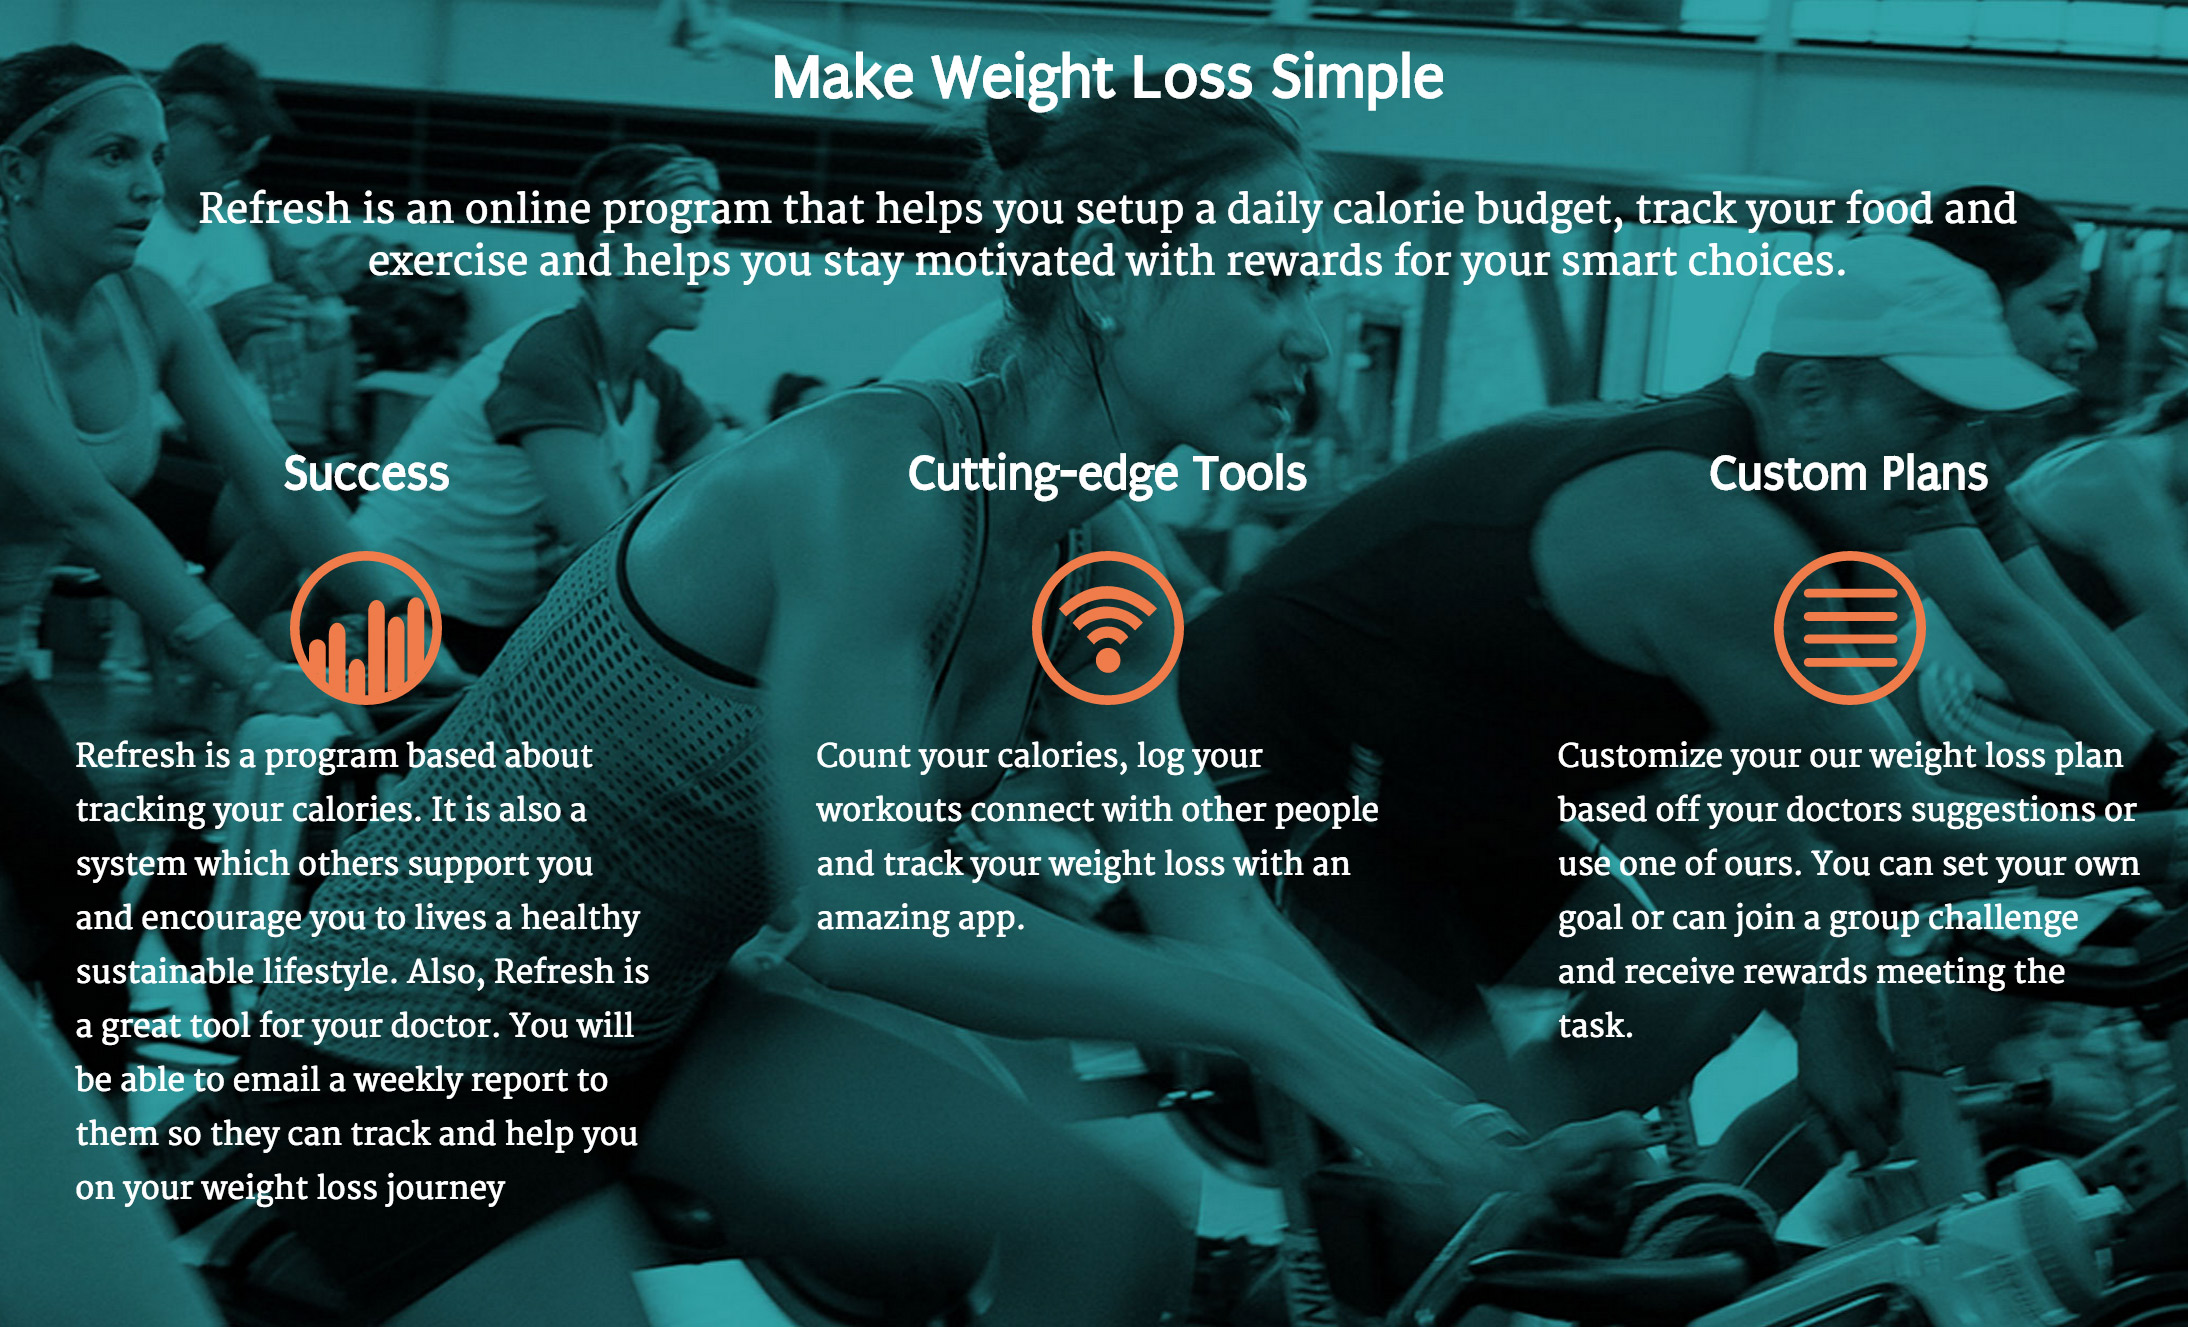 Make Weight Loss Simple
Refresh is an online program that helps you setup a daily calorie budget, track your food and
exercise and helps you stay motivated with rewards for your smart choices.
Success
Refresh is a program based about
tracking your calories. It is also a
system which others support you
and encourage you to lives a healthy
sustainable lifestyle. Also, Refresh is
a great tool for your doctor. You will
be able to email a weekly report to
them so they can track and help you
on your weight loss journey
Cutting-edge Tools
Count your calories, log your
workouts connect with other people
and track your weight loss with an
amazing app.
Custom Plans
Customize your our weight loss plan
based off your doctors suggestions or
use one of ours. You can set your own
goal or can join a group challenge
and receive rewards meeting the
task.